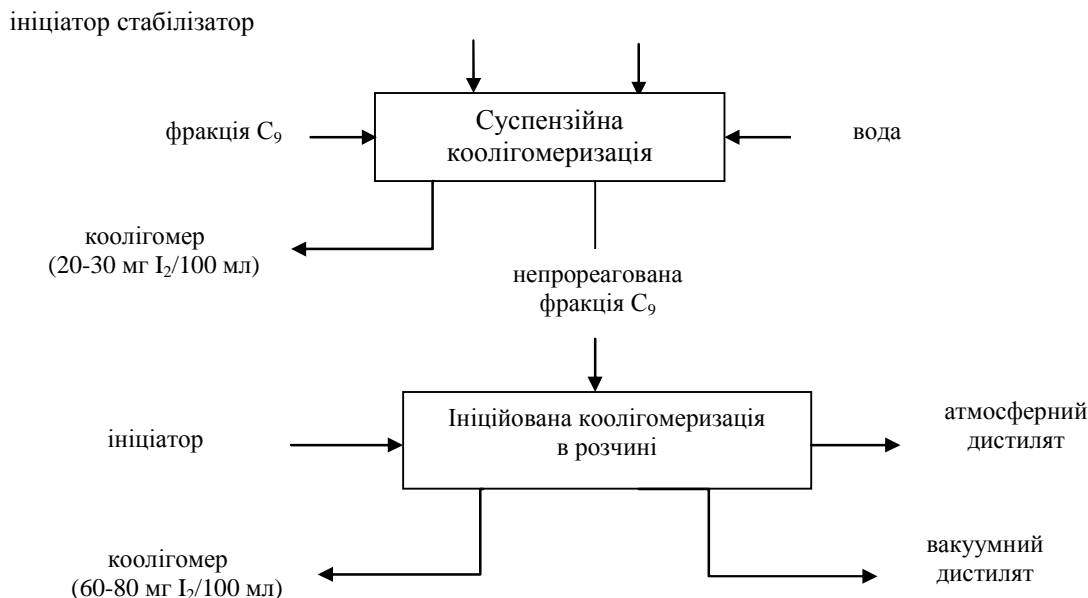 ініціатор стабілізатор
фракція C₉
Суспензійна
коолігомеризація
вода
коолігомер
(20-30 мг I₂/100 мл)
непрореагована
фракція C₉
ініціатор
Ініційована коолігомеризація
в розчині
атмосферний
дистилят
коолігомер
(60-80 мг I₂/100 мл)
вакуумний
дистилят